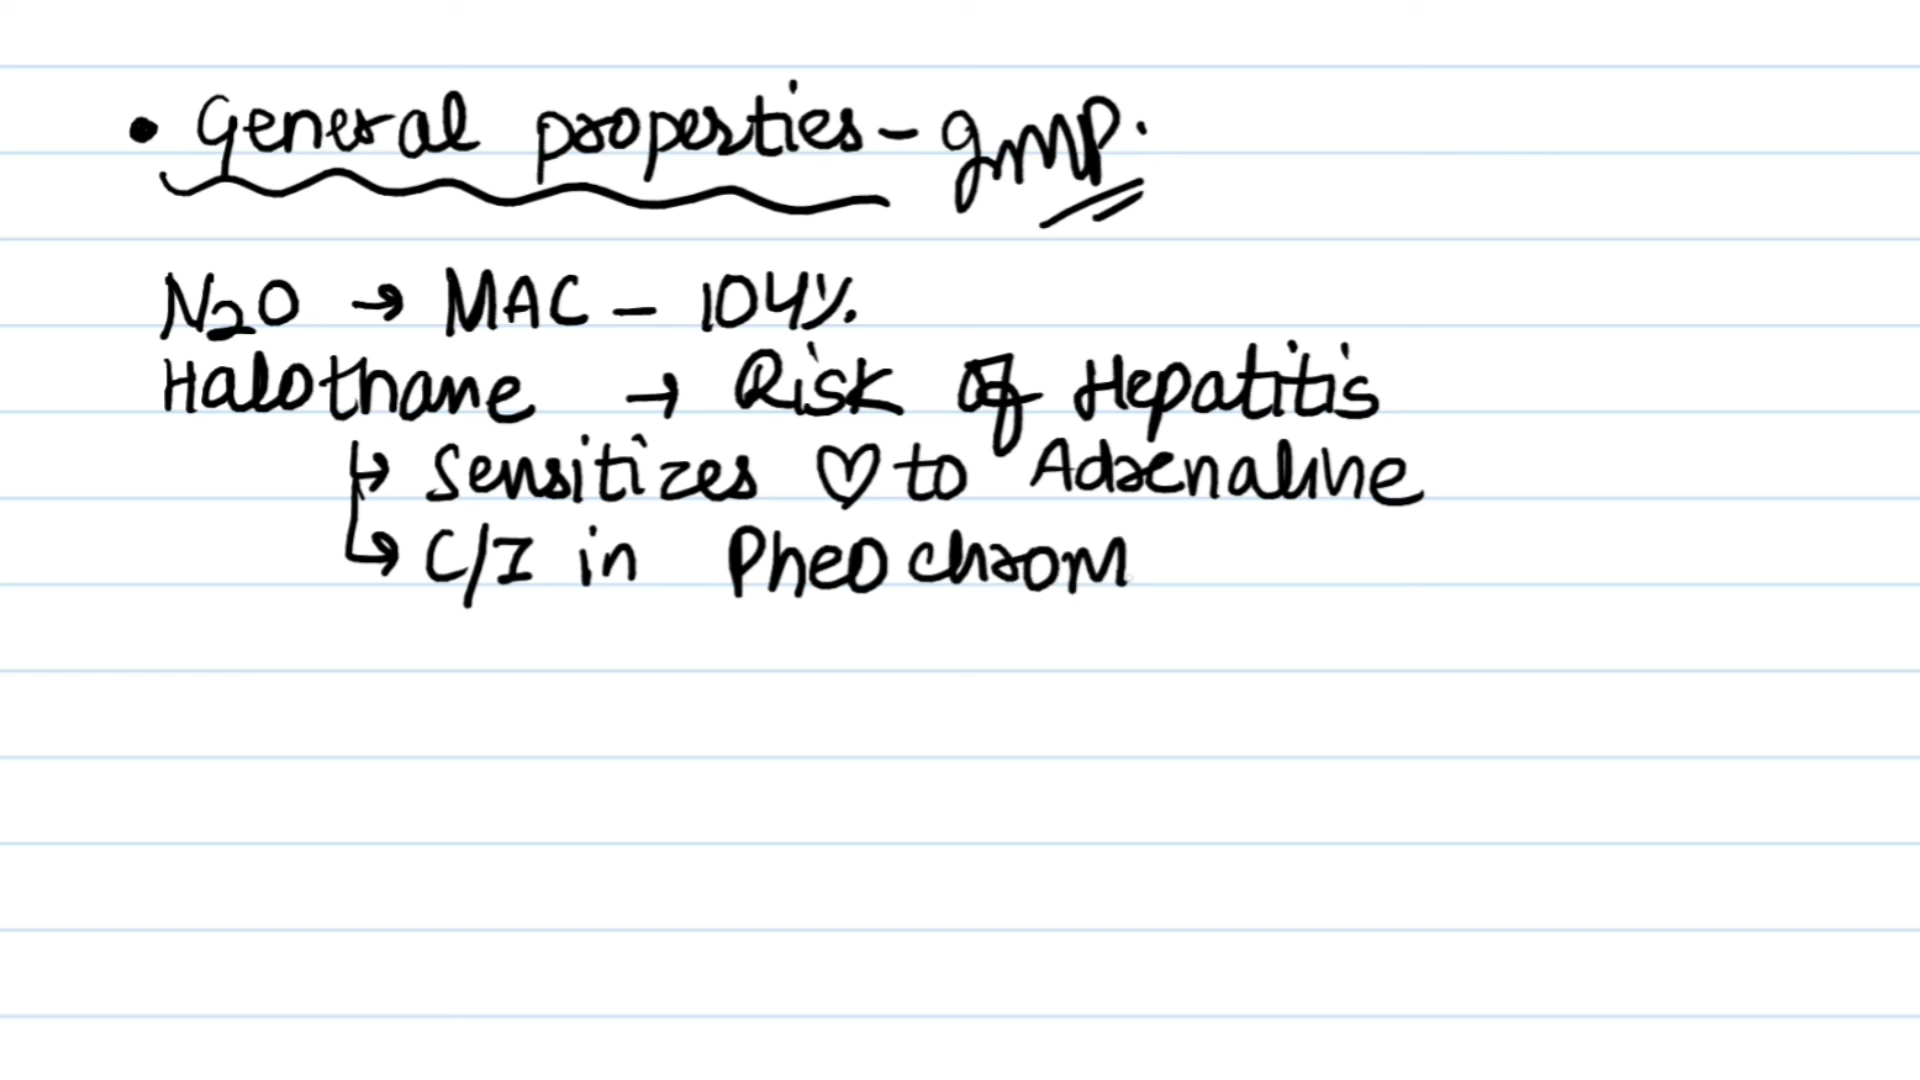 • General properties - gmp.
N2O → MAC - 104%.
Halothane → Risk of Hepatitis
↳ Sensitizes ♡ to Adrenaline
↳ C/I in Pheochrom